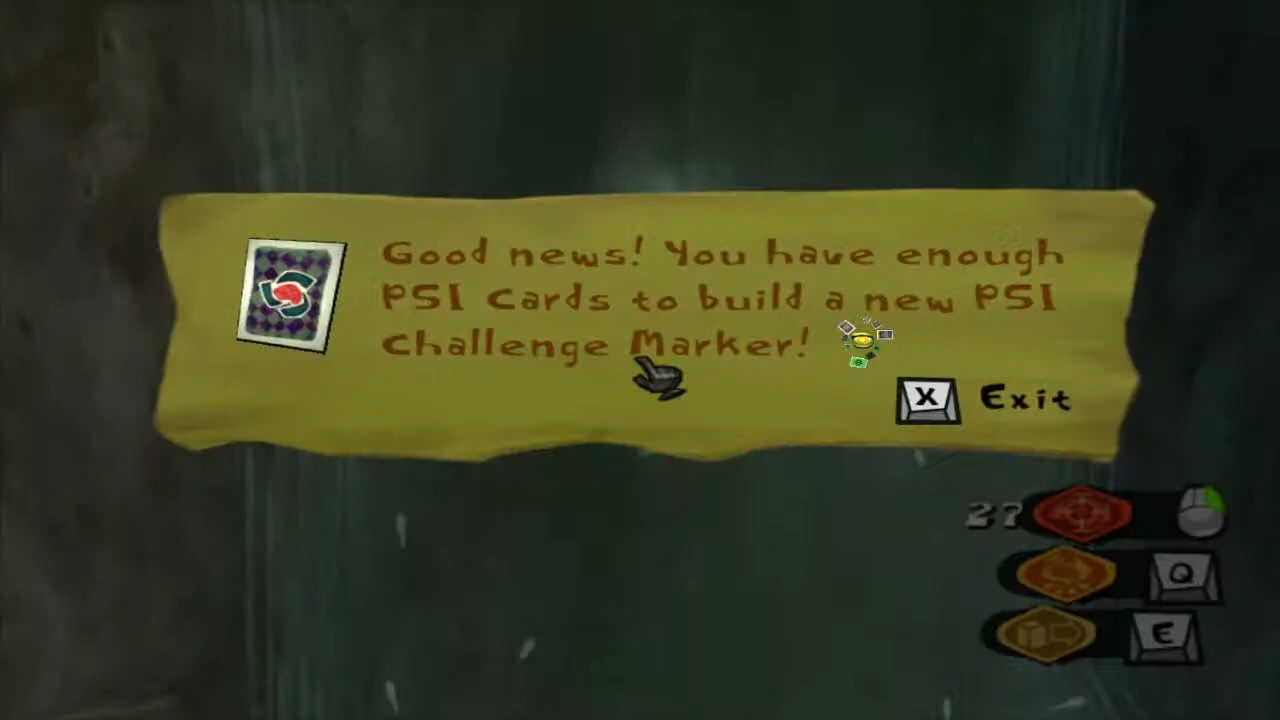 Good news! You have enough
PSI Cards to build a new PSI
Challenge Marker!
X Exit
27
Q
E